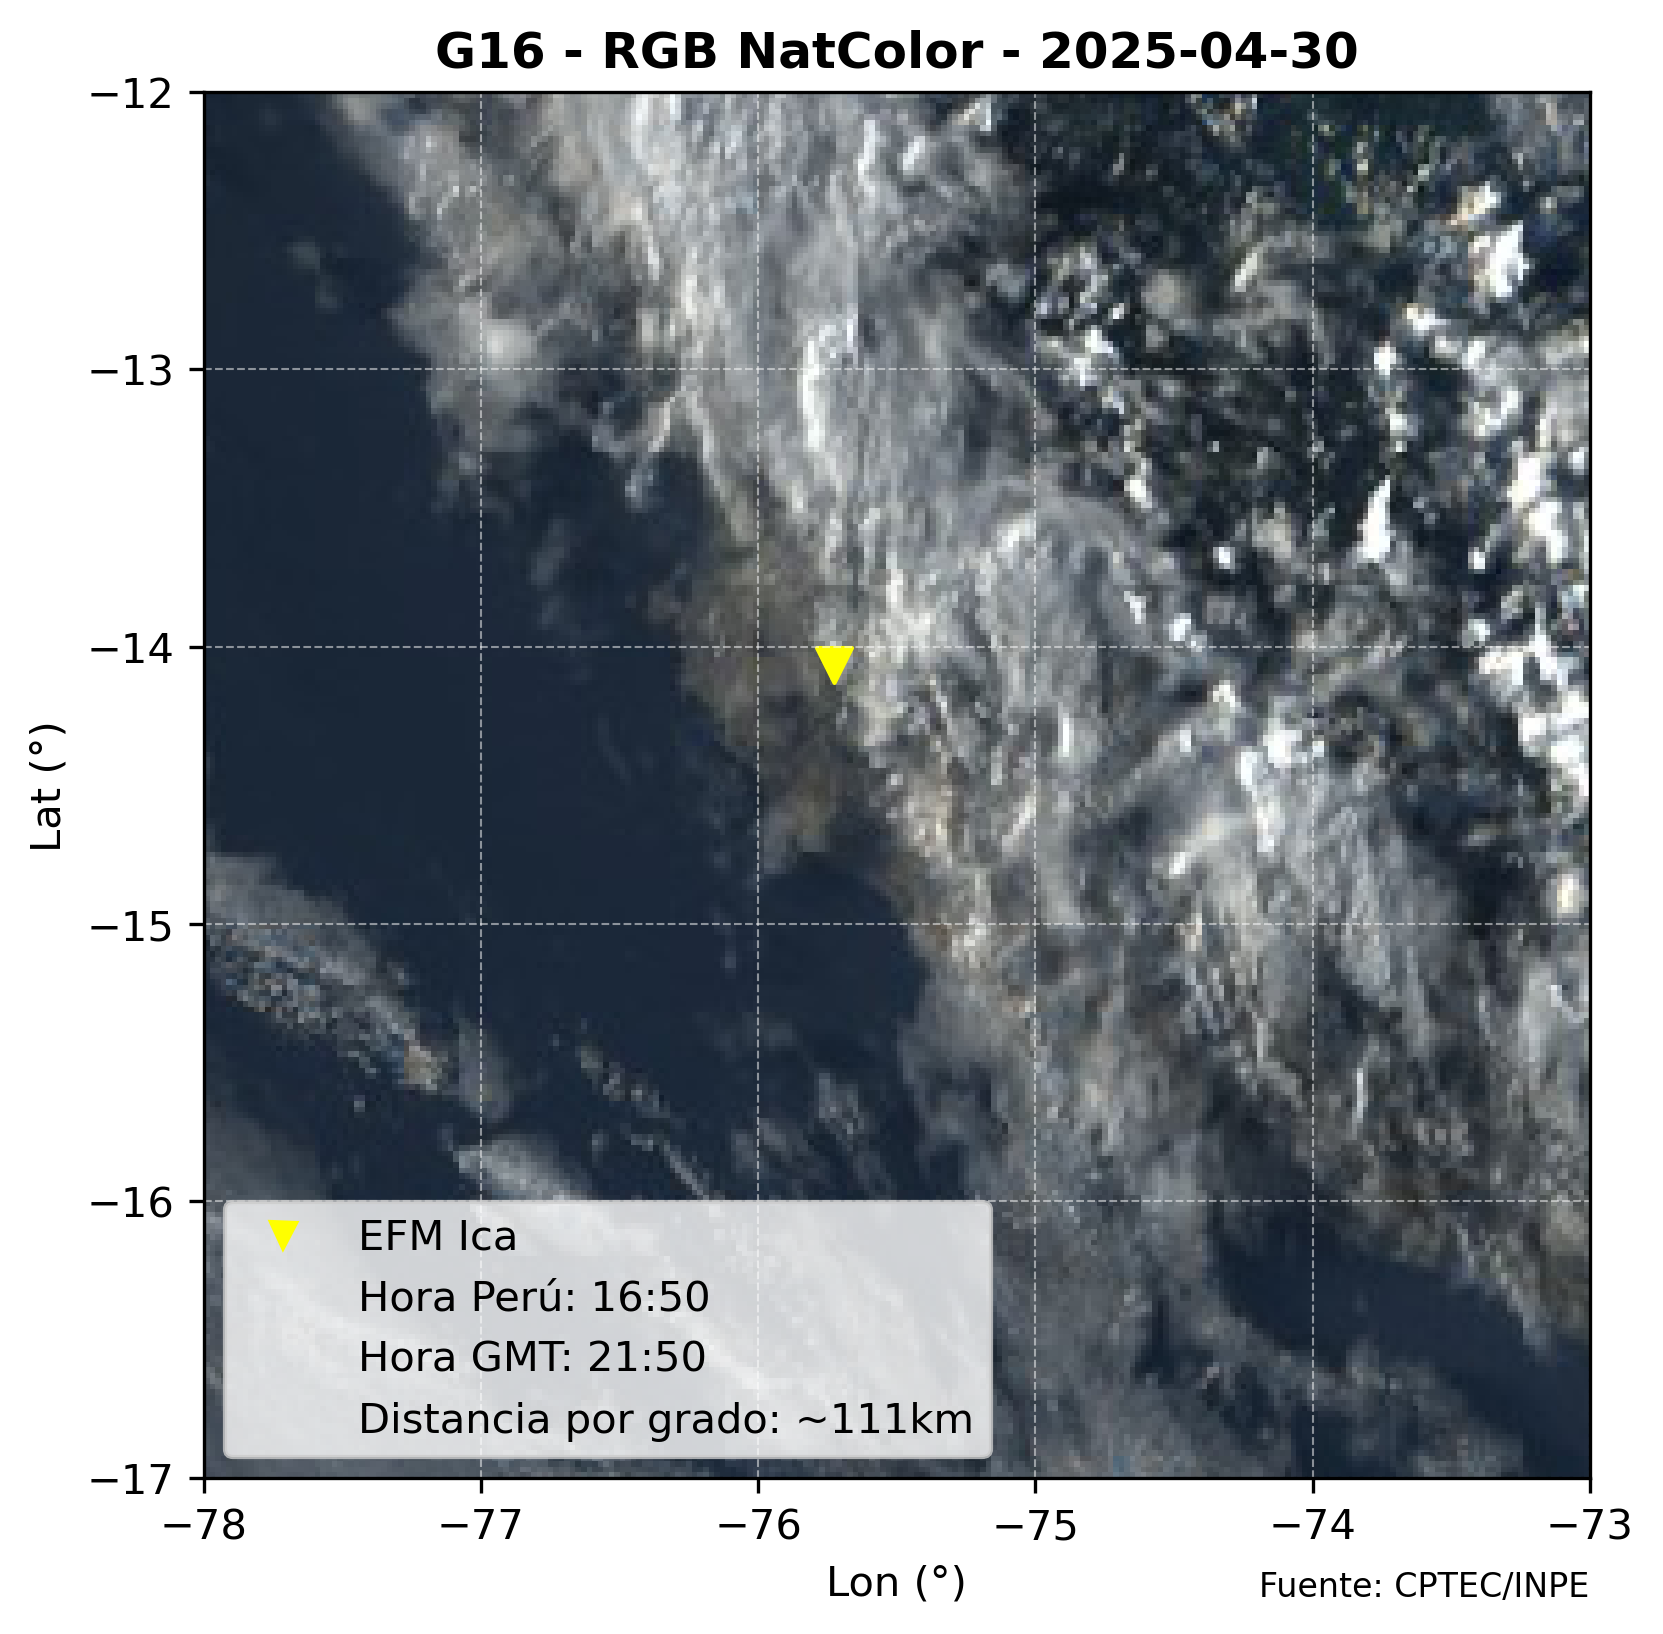 G16 - RGB NatColor - 2025-04-30
−12
−13
−14
−15
−16
−17
Lat (°)
EFM Ica
Hora Perú: 16:50
Hora GMT: 21:50
Distancia por grado: ~111km
−78 −77 −76 −75 −74 −73
Lon (°)
Fuente: CPTEC/INPE